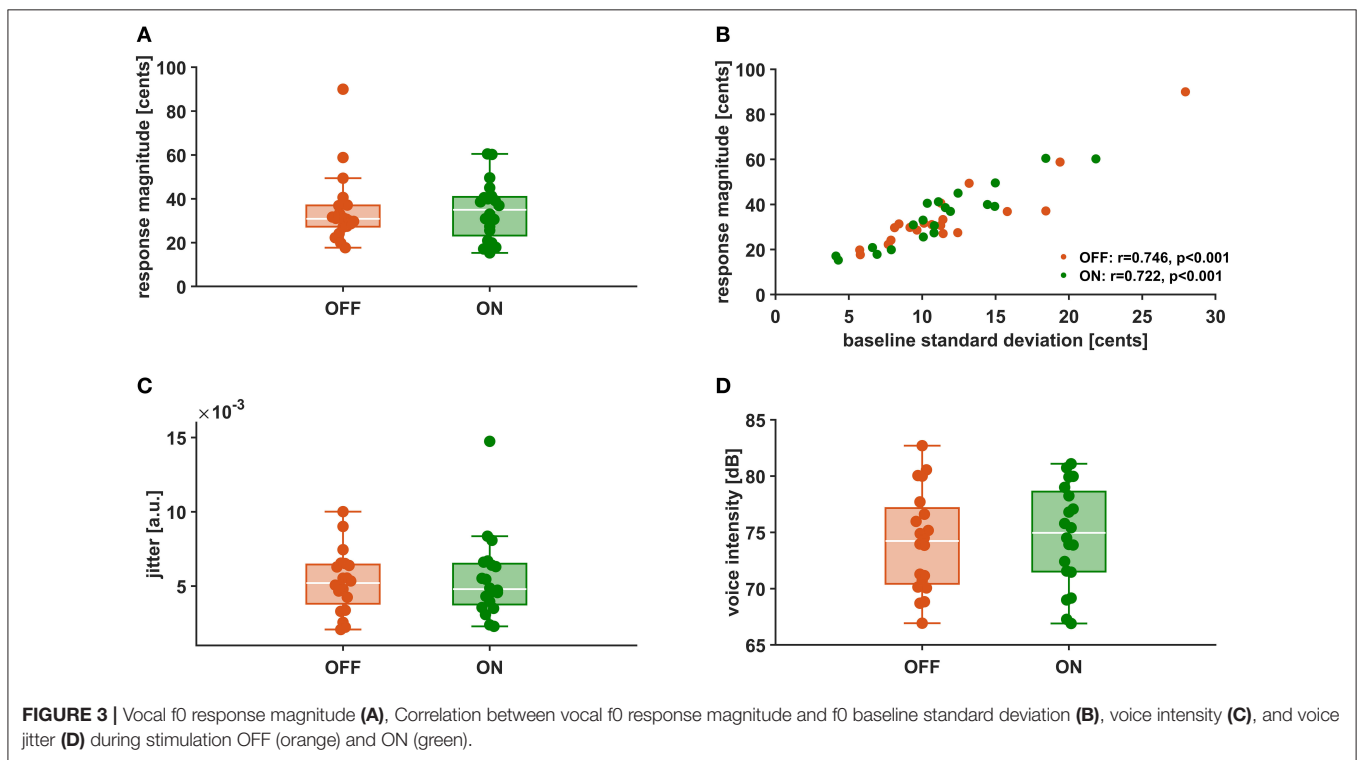 A
response magnitude [cents]
100
80
60
40
20
0
OFF
ON
B
response magnitude [cents]
100
80
60
40
20
0
0
5
10
15
20
25
30
baseline standard deviation [cents]
OFF: r=0.746, p<0.001
ON: r=0.722, p<0.001
C
×10⁻³
jitter [a.u.]
15
10
5
OFF
ON
D
voice intensity [dB]
85
80
75
70
65
OFF
ON
FIGURE 3 | Vocal f0 response magnitude (A), Correlation between vocal f0 response magnitude and f0 baseline standard deviation (B), voice intensity (C), and voice
jitter (D) during stimulation OFF (orange) and ON (green).